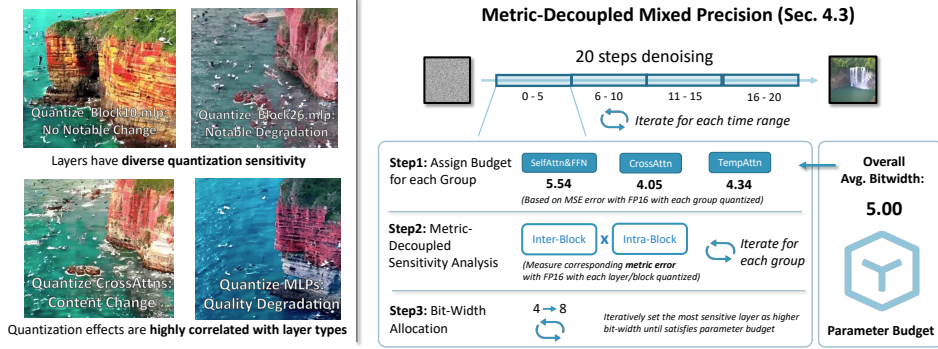 Quantize Block10.mlp:
No Notable Change
Quantize Block26.mlp:
Notable Degradation
Layers have diverse quantization sensitivity
Quantize CrossAttns:
Content Change
Quantize MLPs:
Quality Degradation
Quantization effects are highly correlated with layer types
Metric-Decoupled Mixed Precision (Sec. 4.3)
20 steps denoising
0 - 5
6 - 10
11 - 15
16 - 20
Iterate for each time range
Step1: Assign Budget
for each Group
SelfAttn&FFN
CrossAttn
TempAttn
5.54
4.05
4.34
(Based on MSE error with FP16 with each group quantized)
Step2: Metric-
Decoupled
Sensitivity Analysis
Inter-Block
x
Intra-Block
(Measure corresponding metric error
with FP16 with each layer/block quantized)
Iterate for
each group
Step3: Bit-Width
Allocation
4 → 8
Iteratively set the most sensitive layer as higher
bit-width until satisfies parameter budget
Overall
Avg. Bitwidth:
5.00
Parameter Budget